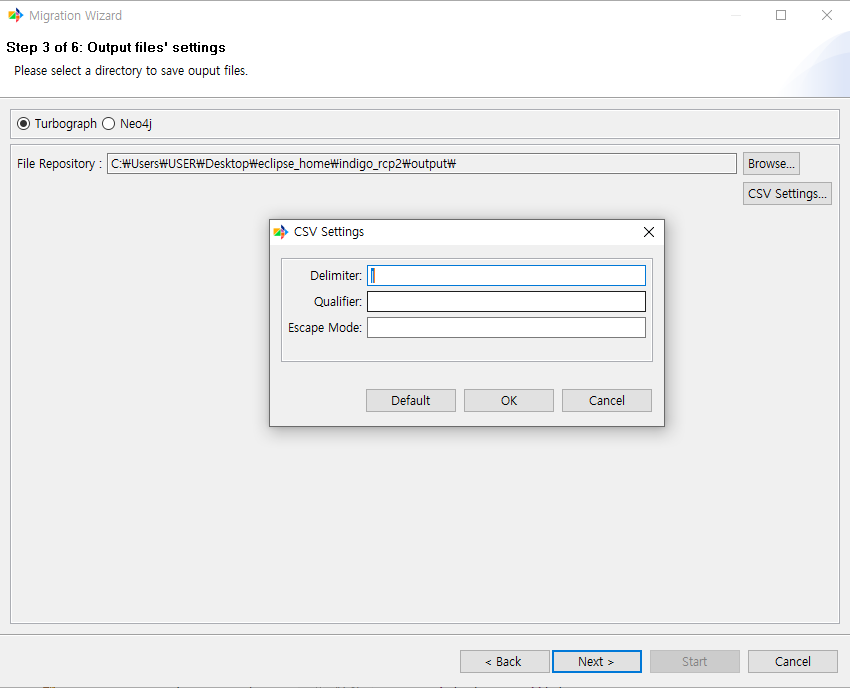 Migration Wizard
Step 3 of 6: Output files' settings
Please select a directory to save ouput files.
Turbograph Neo4j
File Repository : C:₩Users₩USER₩Desktop₩eclipse_home₩indigo_rcp2₩output₩ Browse...
CSV Settings...
CSV Settings
Delimiter: |
Qualifier:
Escape Mode:
Default OK Cancel
< Back Next > Start Cancel